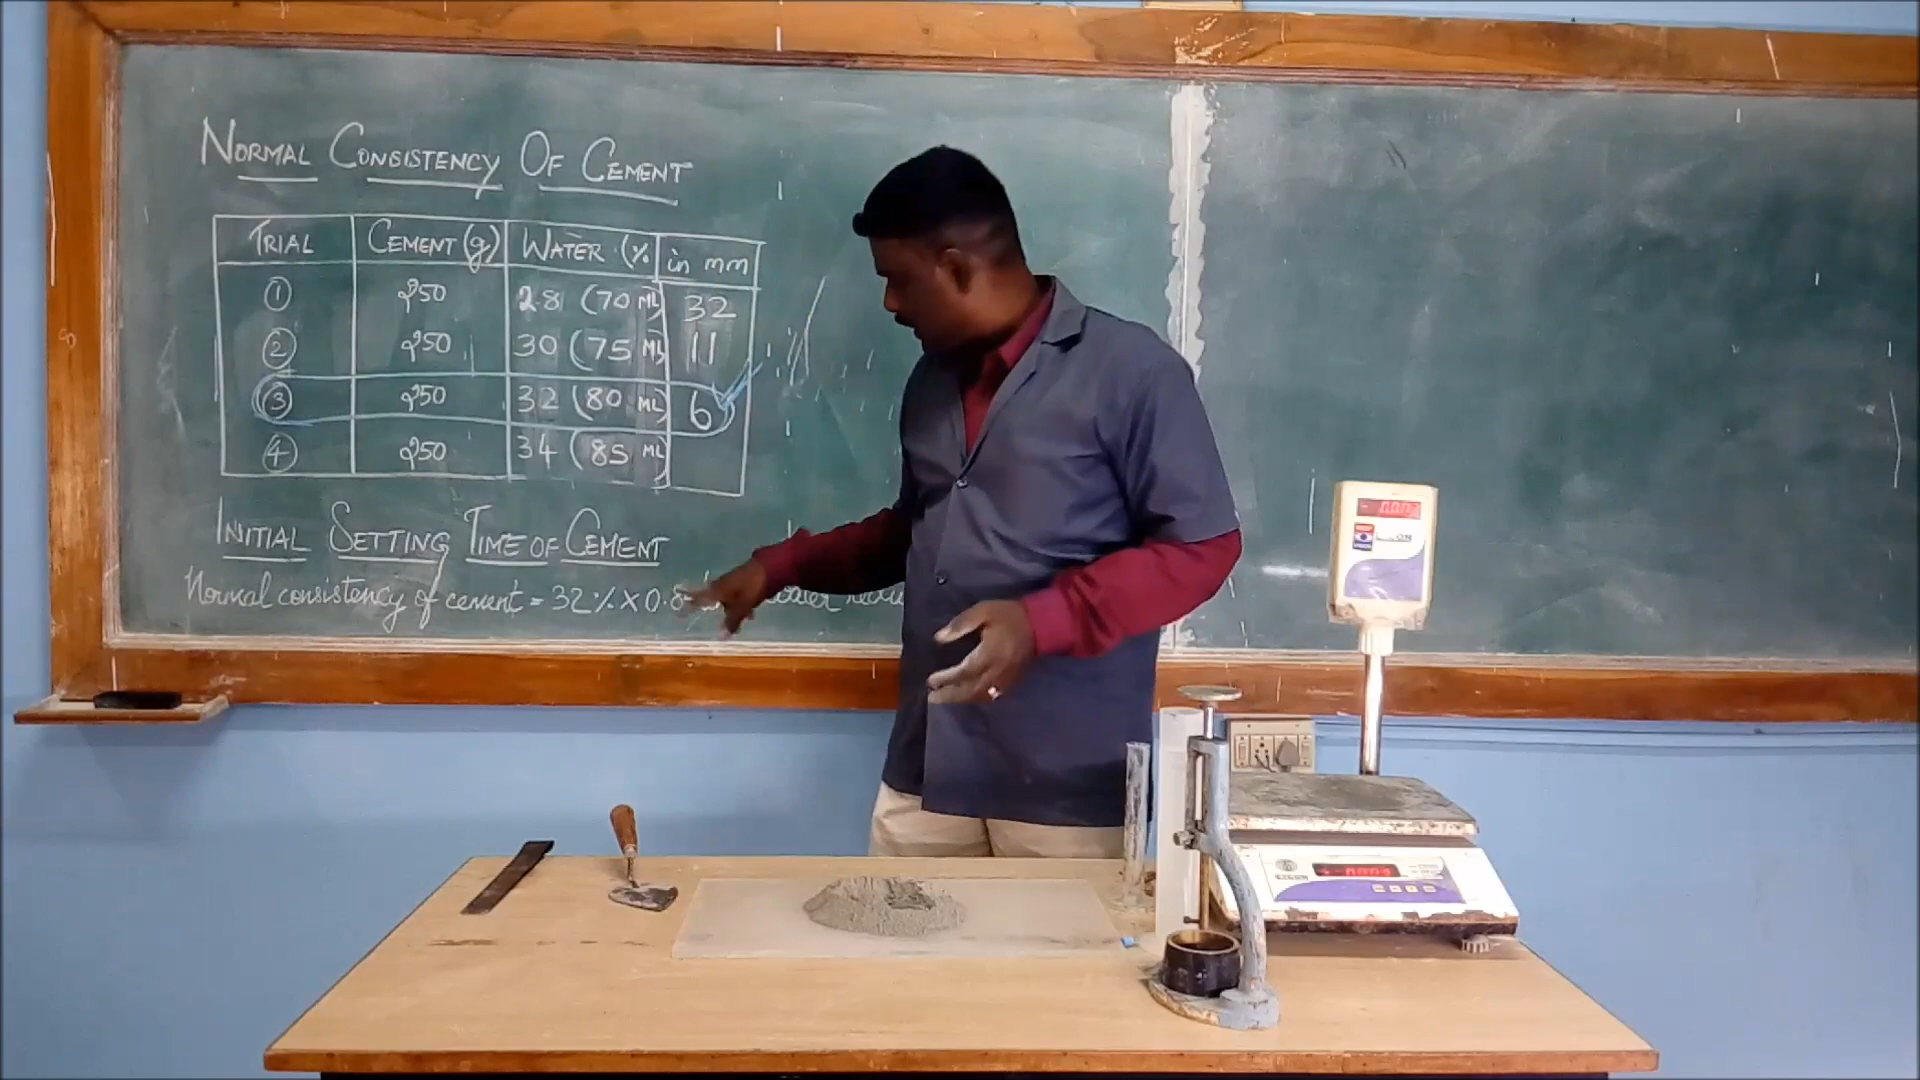 NORMAL CONSISTENCY OF CEMENT
TRIAL CEMENT (g) WATER (% in mm
1 250 28 (70 ML) 32
2 250 30 (75 ML) 11
3 250 32 (80 ML) 6
4 250 34 (85 ML)
INITIAL SETTING TIME OF CEMENT
Normal consistency of cement = 32% X 0.8